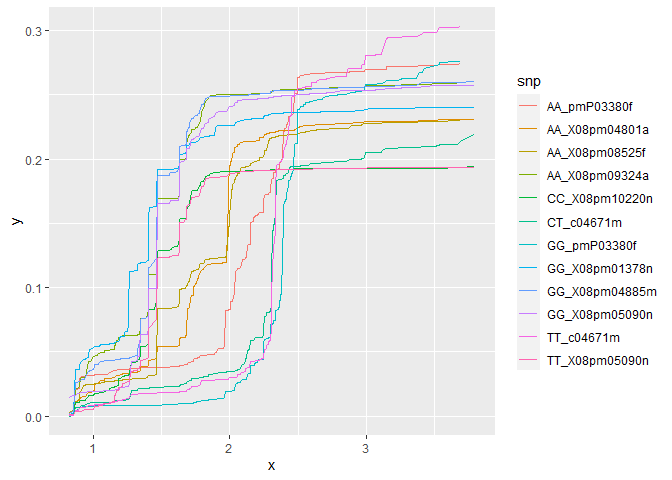 0.3
0.2
0.1
0.0
y
1
2
3
x
snp
AA_pmP03380f
AA_X08pm04801a
AA_X08pm08525f
AA_X08pm09324a
CC_X08pm10220n
CT_c04671m
GG_pmP03380f
GG_X08pm01378n
GG_X08pm04885m
GG_X08pm05090n
TT_c04671m
TT_X08pm05090n